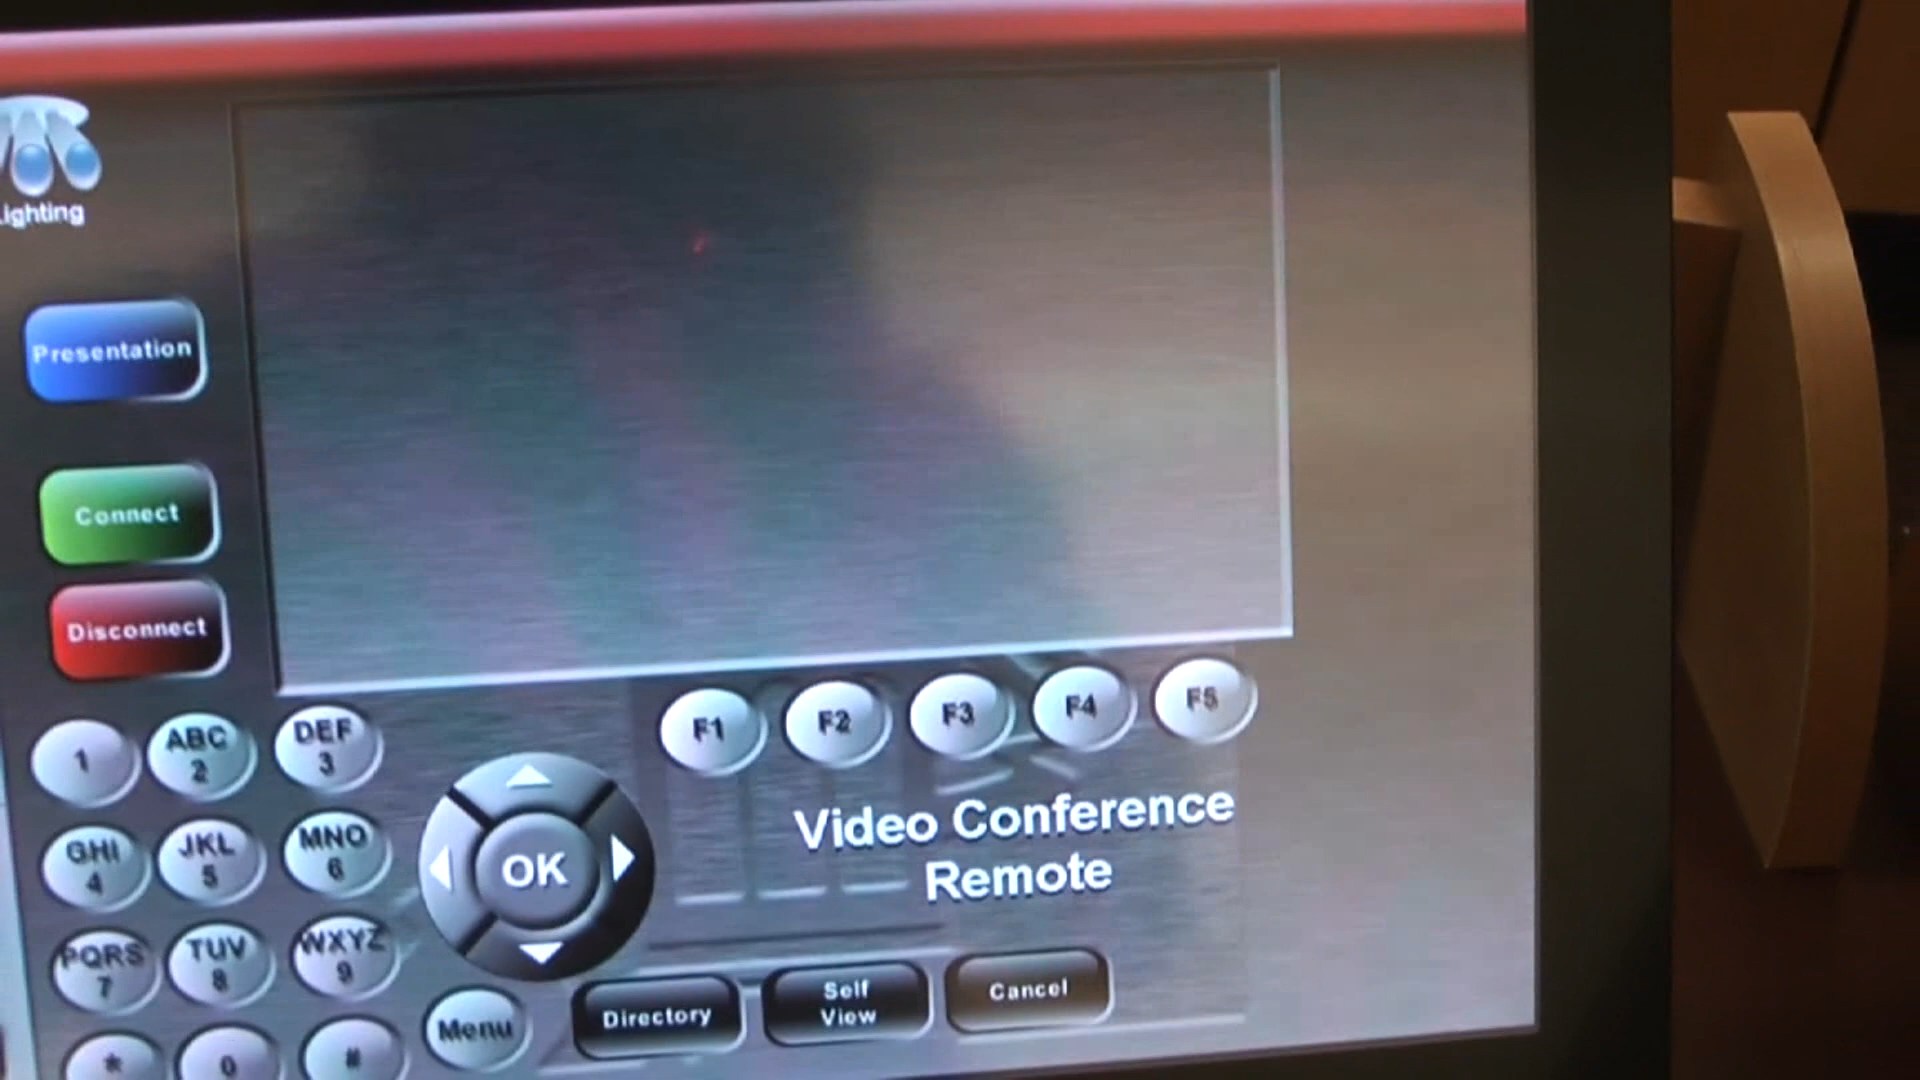 Lighting
Presentation
Connect
Disconnect
F1
F2
F3
F4
F5
1
ABC
2
DEF
3
GHI
4
JKL
5
MNO
6
PQRS
7
TUV
8
WXYZ
9
*
0
#
OK
Menu
Video Conference
Remote
Directory
Self
View
Cancel